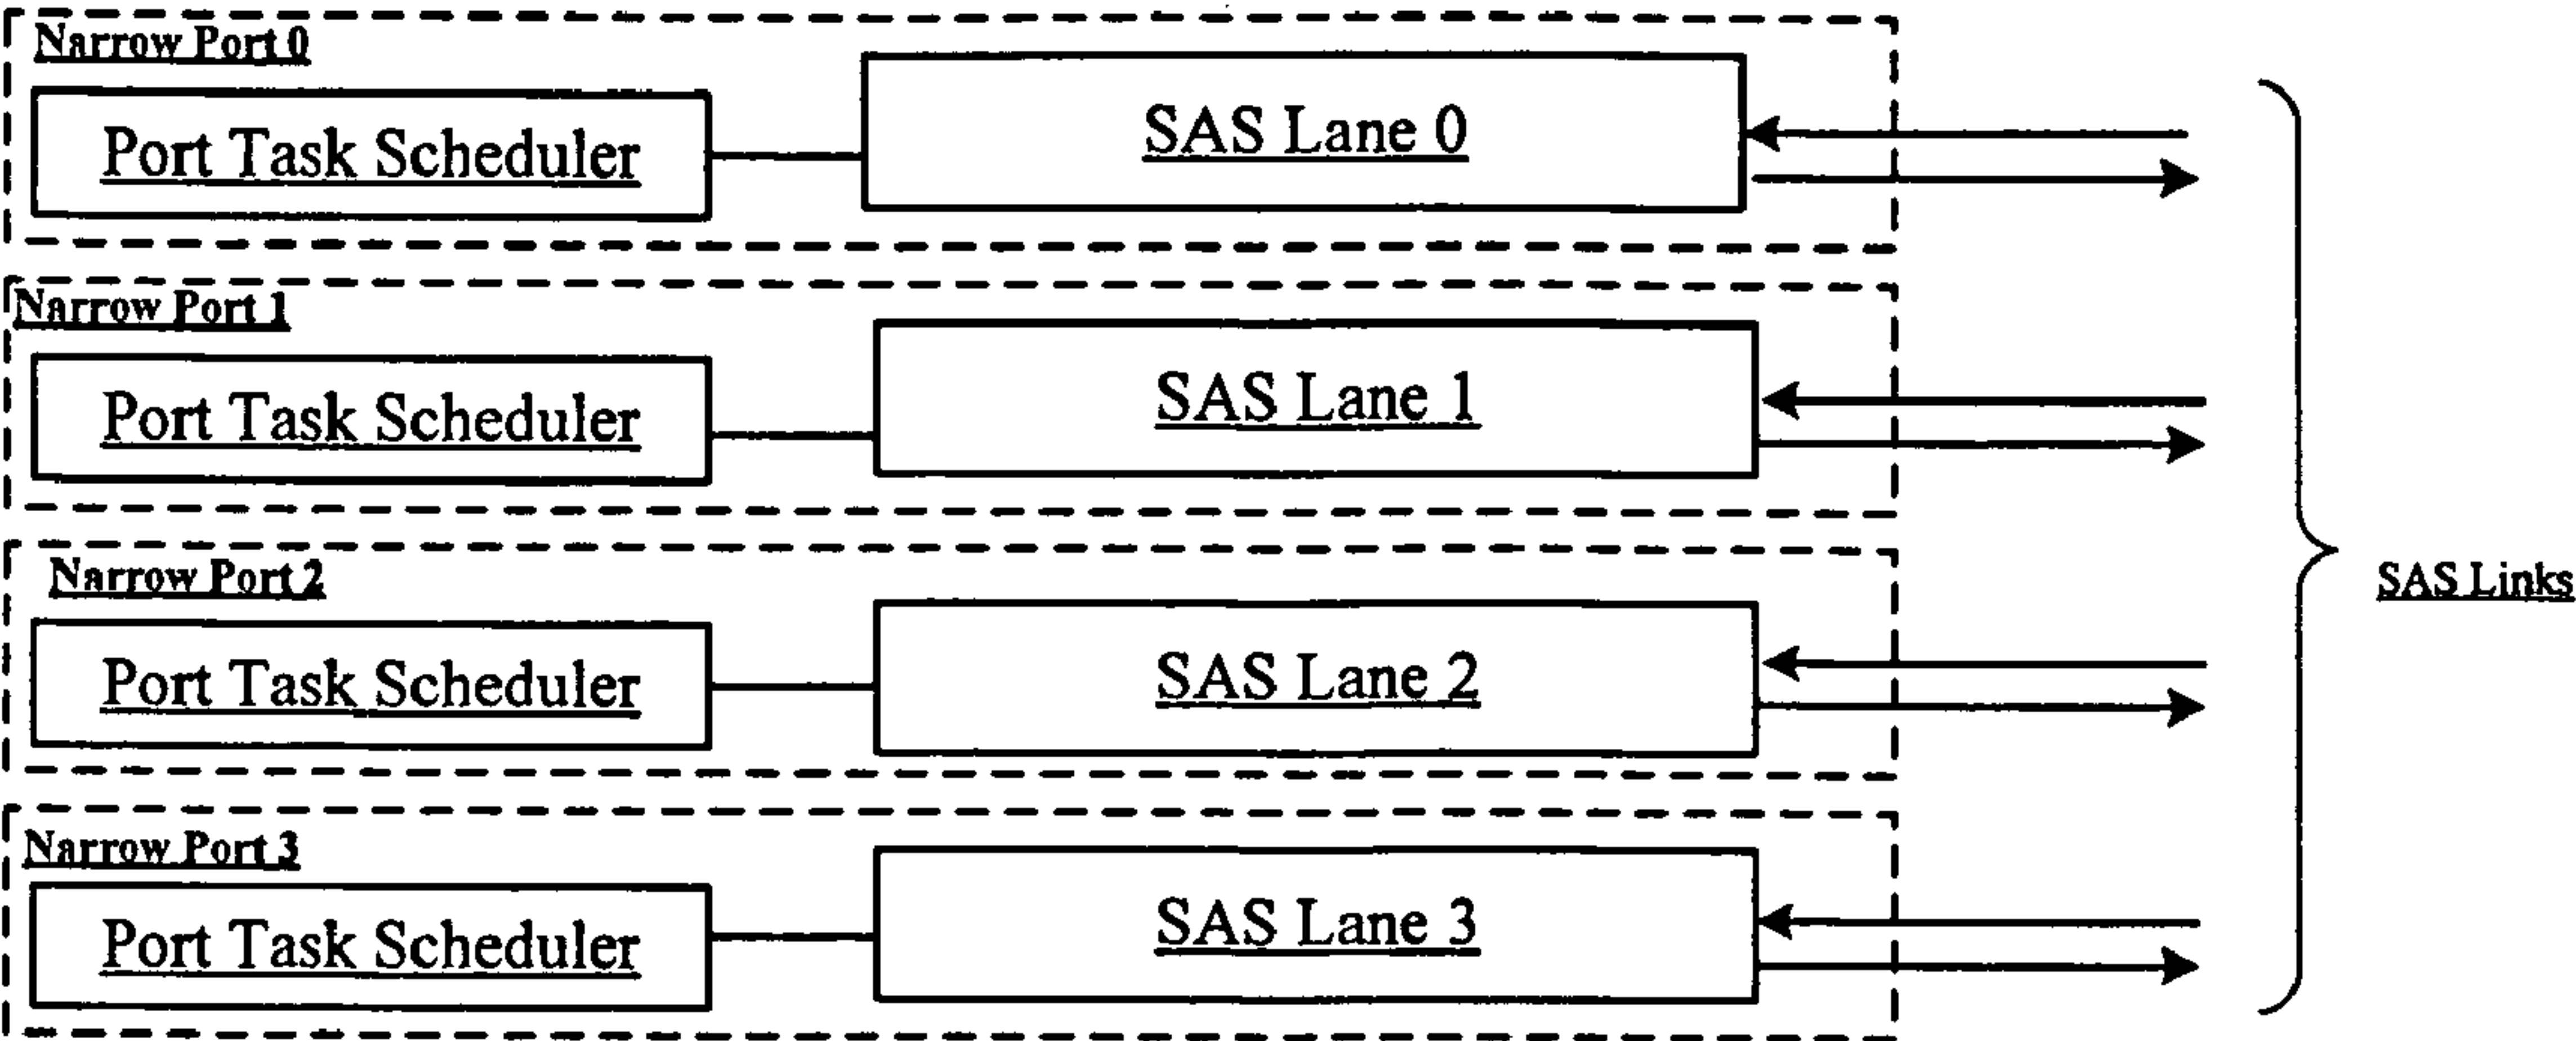 Narrow Port 0
Port Task Scheduler
SAS Lane 0
Narrow Port 1
Port Task Scheduler
SAS Lane 1
Narrow Port 2
Port Task Scheduler
SAS Lane 2
SAS Links
Narrow Port 3
Port Task Scheduler
SAS Lane 3